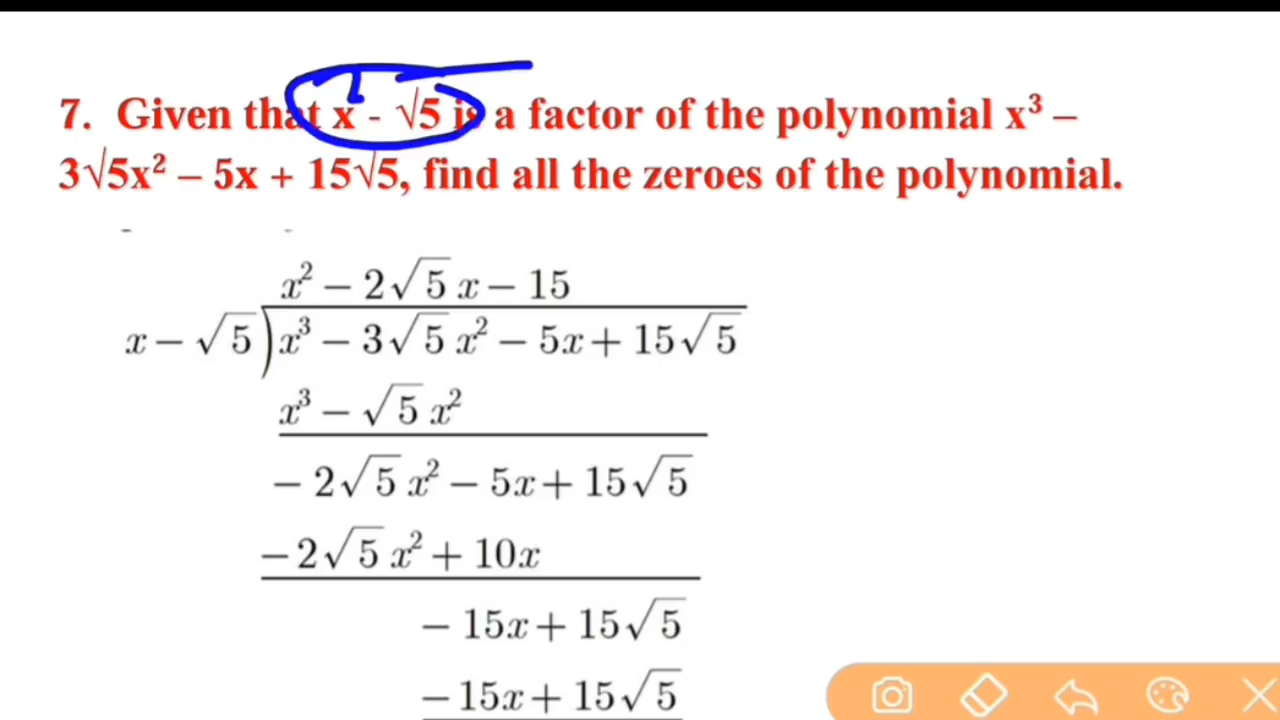 7. Given that x - √5 is a factor of the polynomial x³ –
3√5x² – 5x + 15√5, find all the zeroes of the polynomial.
x² – 2√5 x – 15
x – √5 ) x³ – 3√5 x² – 5x + 15√5
x³ – √5 x²
– 2√5 x² – 5x + 15√5
– 2√5 x² + 10x
– 15x + 15√5
– 15x + 15√5